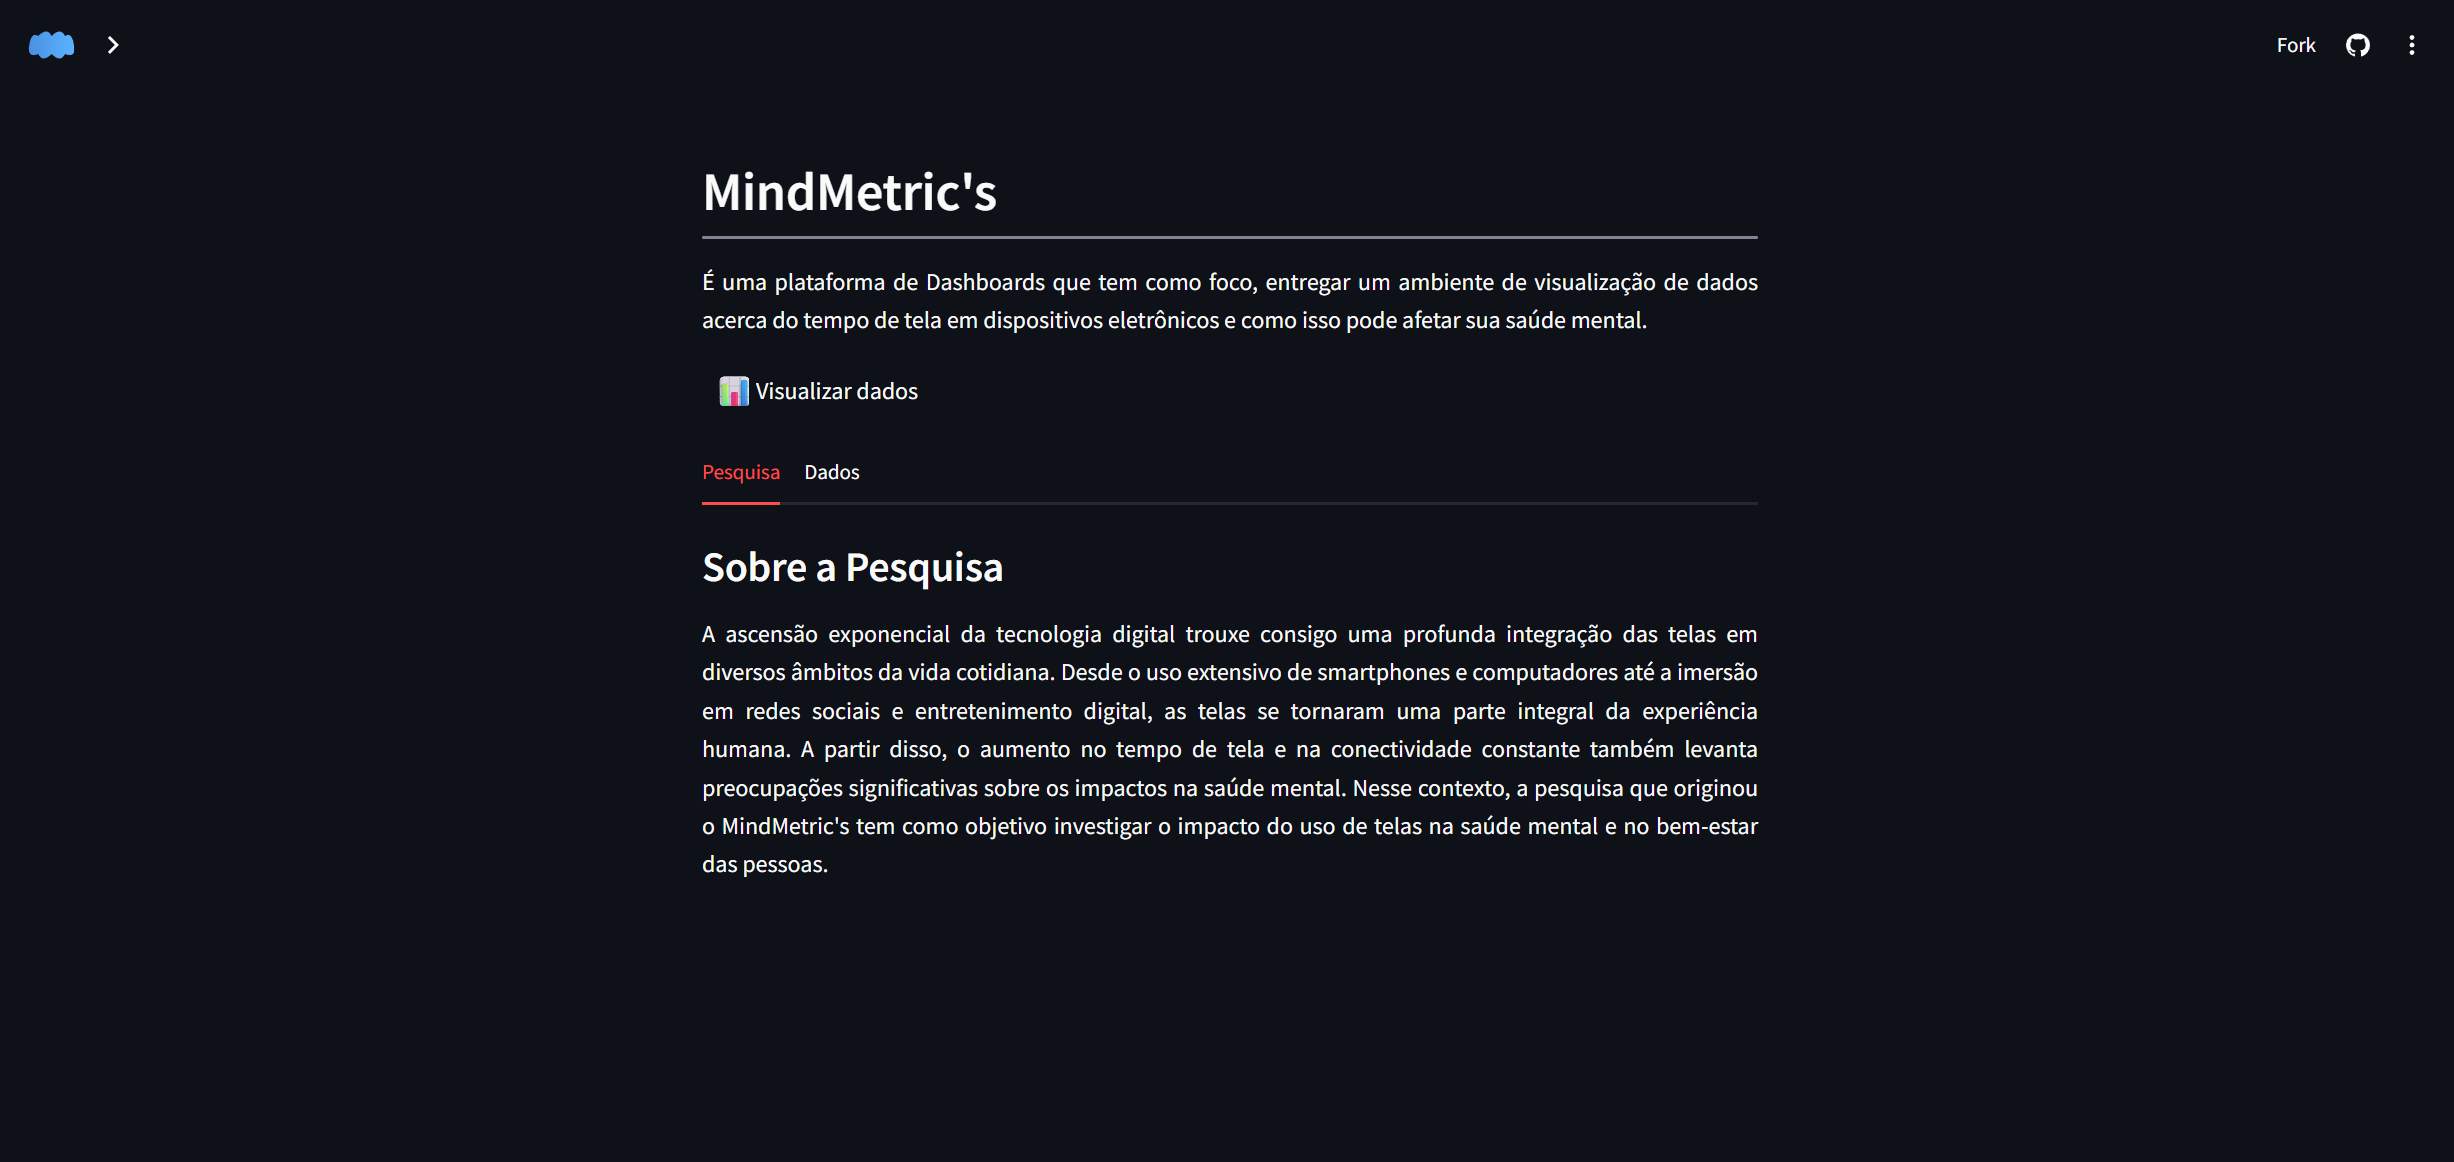 Fork
MindMetric's
É uma plataforma de Dashboards que tem como foco, entregar um ambiente de visualização de dados
acerca do tempo de tela em dispositivos eletrônicos e como isso pode afetar sua saúde mental.
Visualizar dados
Pesquisa Dados
Sobre a Pesquisa
A ascensão exponencial da tecnologia digital trouxe consigo uma profunda integração das telas em
diversos âmbitos da vida cotidiana. Desde o uso extensivo de smartphones e computadores até a imersão
em redes sociais e entretenimento digital, as telas se tornaram uma parte integral da experiência
humana. A partir disso, o aumento no tempo de tela e na conectividade constante também levanta
preocupações significativas sobre os impactos na saúde mental. Nesse contexto, a pesquisa que originou
o MindMetric's tem como objetivo investigar o impacto do uso de telas na saúde mental e no bem-estar
das pessoas.